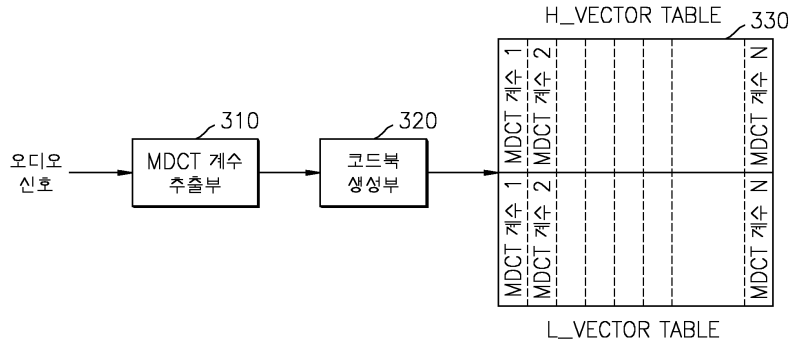 H_VECTOR TABLE
330
310
320
오디오
신호
MDCT 계수
추출부
코드북
생성부
MDCT 계수 1
MDCT 계수 2
MDCT 계수 N
MDCT 계수 1
MDCT 계수 2
MDCT 계수 N
L_VECTOR TABLE